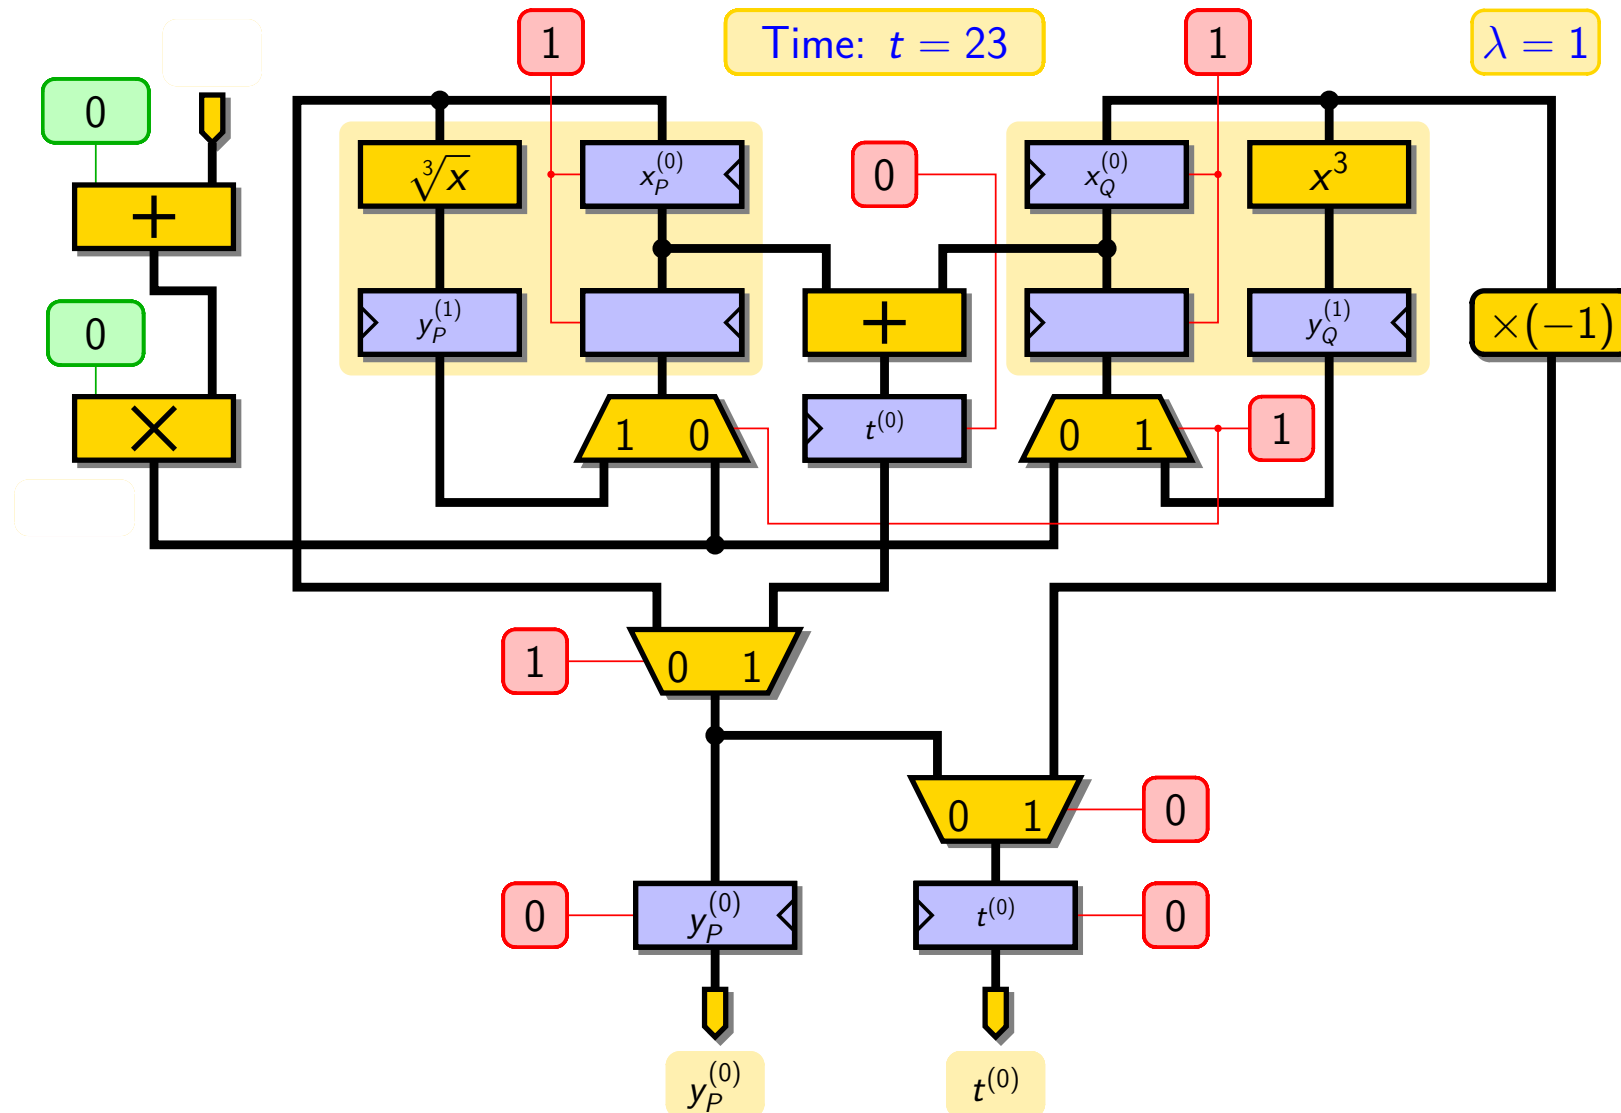 1
Time: t = 23
1
λ = 1
0
+
∛x
x_P^(0)
0
x_Q^(0)
x³
0
×
y_P^(1)
+
y_Q^(1)
×(−1)
1 0
t^(0)
0 1
1
1
0 1
0 1
0
0
y_P^(0)
t^(0)
0
y_P^(0)
t^(0)